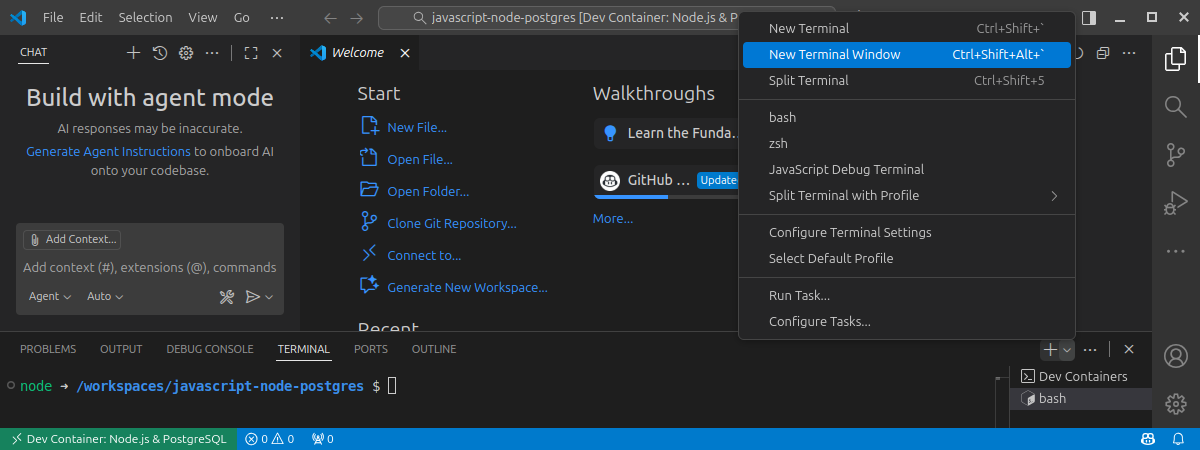 File Edit Selection View Go ···
javascript-node-postgres [Dev Container: Node.js & P
CHAT
Build with agent mode
AI responses may be inaccurate.
Generate Agent Instructions to onboard AI
onto your codebase.
Add Context...
Add context (#), extensions (@), commands
Agent Auto
Welcome
Start
New File...
Open File...
Open Folder...
Clone Git Repository...
Connect to...
Generate New Workspace...
Recent
Walkthroughs
Learn the Funda...
GitHub ... Update
More...
New Terminal Ctrl+Shift+`
New Terminal Window Ctrl+Shift+Alt+`
Split Terminal Ctrl+Shift+5
bash
zsh
JavaScript Debug Terminal
Split Terminal with Profile
Configure Terminal Settings
Select Default Profile
Run Task...
Configure Tasks...
PROBLEMS OUTPUT DEBUG CONSOLE TERMINAL PORTS OUTLINE
node → /workspaces/javascript-node-postgres $
Dev Containers
bash
Dev Container: Node.js & PostgreSQL 0 0 0